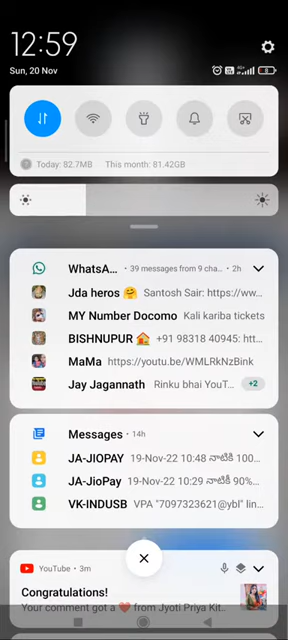 12:59
Sun, 20 Nov
Today: 82.7MB This month: 81.42GB
WhatsA... • 39 messages from 9 cha... • 2h
Jda heros 🤗 Santosh Sair: https://ww...
MY Number Docomo Kali kariba tickets
BISHNUPUR 🏠 +91 98318 40945: htt...
MaMa https://youtu.be/WMLRkNzBink
Jay Jagannath Rinku bhai YouT... +2
Messages • 14h
JA-JIOPAY 19-Nov-22 10:48 నాటికి 100...
JA-JioPay 19-Nov-22 10:29 నాటికి 90%...
VK-INDUSB VPA "7097323621@ybl" lin...
YouTube • 3m
Congratulations!
Your comment got a ❤️ from Jyoti Priya Kit..